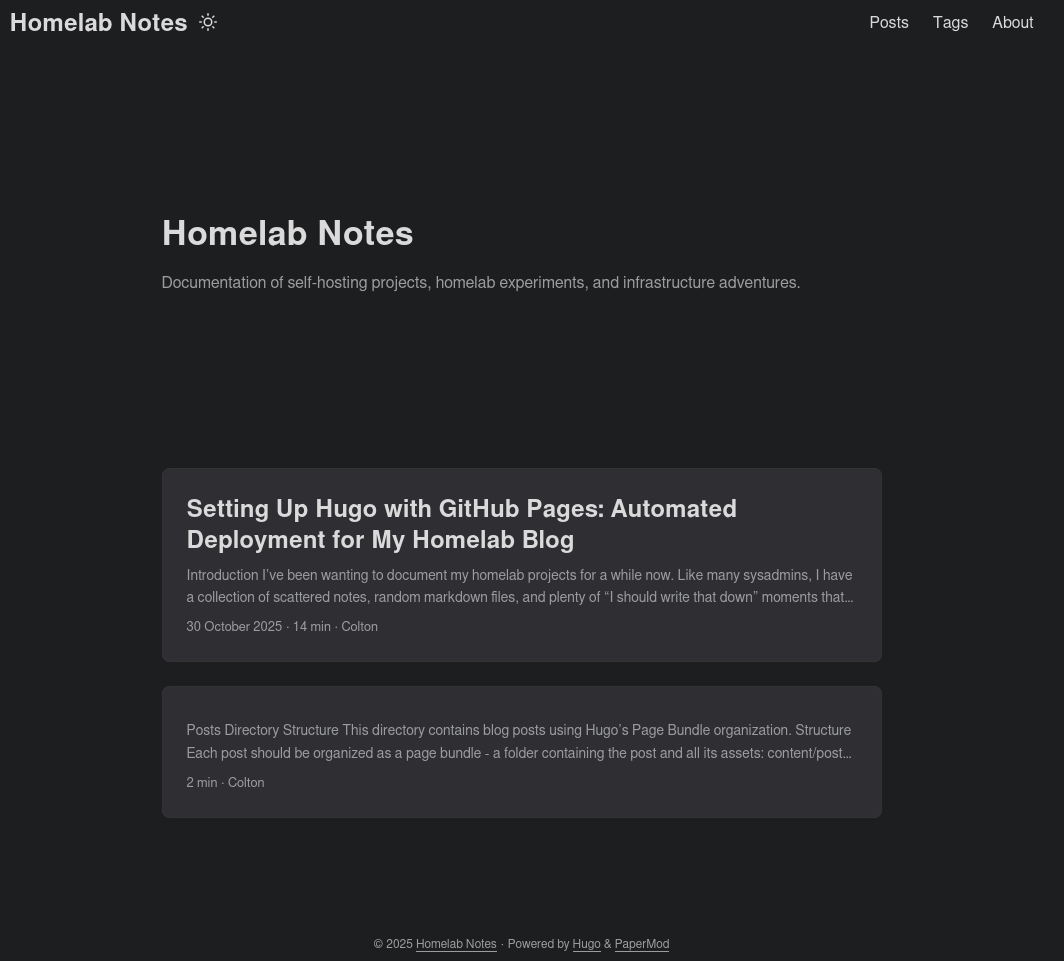 Homelab Notes
Posts Tags About
Homelab Notes
Documentation of self-hosting projects, homelab experiments, and infrastructure adventures.
Setting Up Hugo with GitHub Pages: Automated
Deployment for My Homelab Blog
Introduction I’ve been wanting to document my homelab projects for a while now. Like many sysadmins, I have
a collection of scattered notes, random markdown files, and plenty of “I should write that down” moments that...
30 October 2025 · 14 min · Colton
Posts Directory Structure This directory contains blog posts using Hugo’s Page Bundle organization. Structure
Each post should be organized as a page bundle - a folder containing the post and all its assets: content/post...
2 min · Colton
© 2025 Homelab Notes · Powered by Hugo & PaperMod